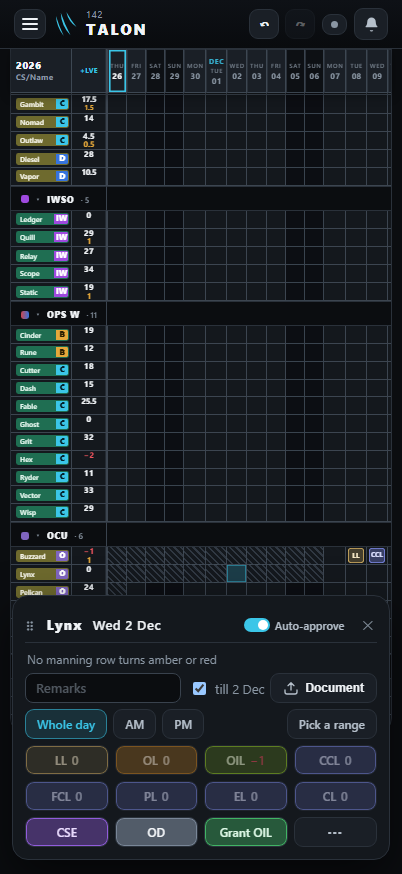 142
TALON
2026
CS/Name
+LVE
THU 26
FRI 27
SAT 28
SUN 29
MON 30
DEC TUE 01
WED 02
THU 03
FRI 04
SAT 05
SUN 06
MON 07
TUE 08
WED 09
Gambit C 17.5 1.5
Nomad C 14
Outlaw C 4.5 0.5
Diesel D 28
Vapor D 10.5
· IWSO · 5
Ledger IW 0
Quill IW 29 1
Relay IW 27
Scope IW 34
Static IW 19 1
· OPS W · 11
Cinder B 19
Rune B 12
Cutter C 18
Dash C 15
Fable C 25.5
Ghost C 0
Grit C 32
Hex C −2
Ryder C 11
Vector C 33
Wisp C 29
· OCU · 6
Buzzard O −1 1 LL CCL
Lynx O 0
Pelican O 24
Lynx Wed 2 Dec Auto-approve
No manning row turns amber or red
Remarks till 2 Dec Document
Whole day AM PM Pick a range
LL 0 OL 0 OIL −1 CCL 0
FCL 0 PL 0 EL 0 CL 0
CSE OD Grant OIL ---